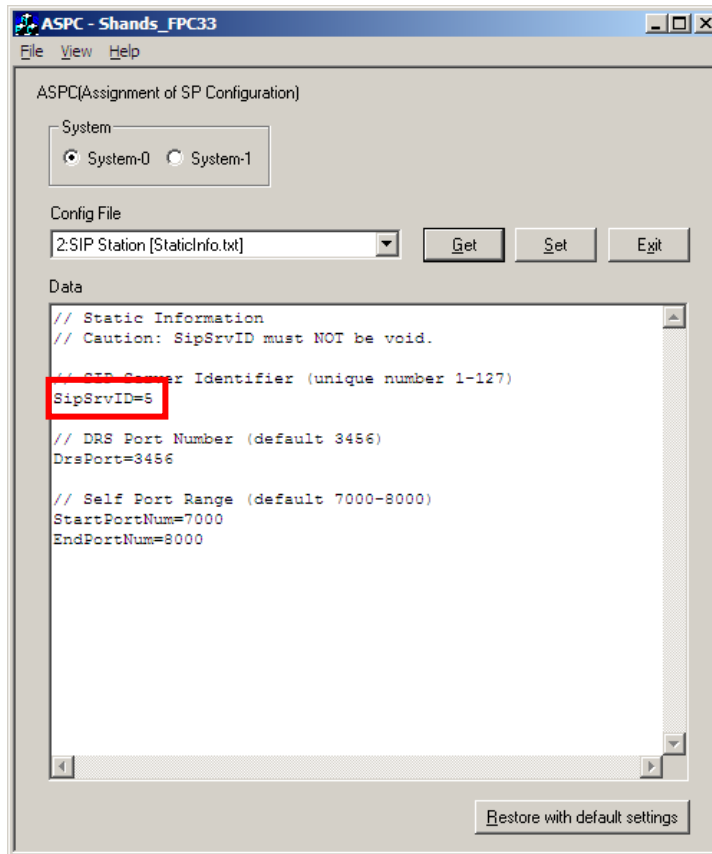 ASPC - Shands_FPC33
File View Help
ASPC(Assignment of SP Configuration)
System
System-0 System-1
Config File
2:SIP Station [StaticInfo.txt] Get Set Exit
Data
// Static Information
// Caution: SipSrvID must NOT be void.
// SIP Server Identifier (unique number 1-127)
SipSrvID=5
// DRS Port Number (default 3456)
DrsPort=3456
// Self Port Range (default 7000-8000)
StartPortNum=7000
EndPortNum=8000
Restore with default settings